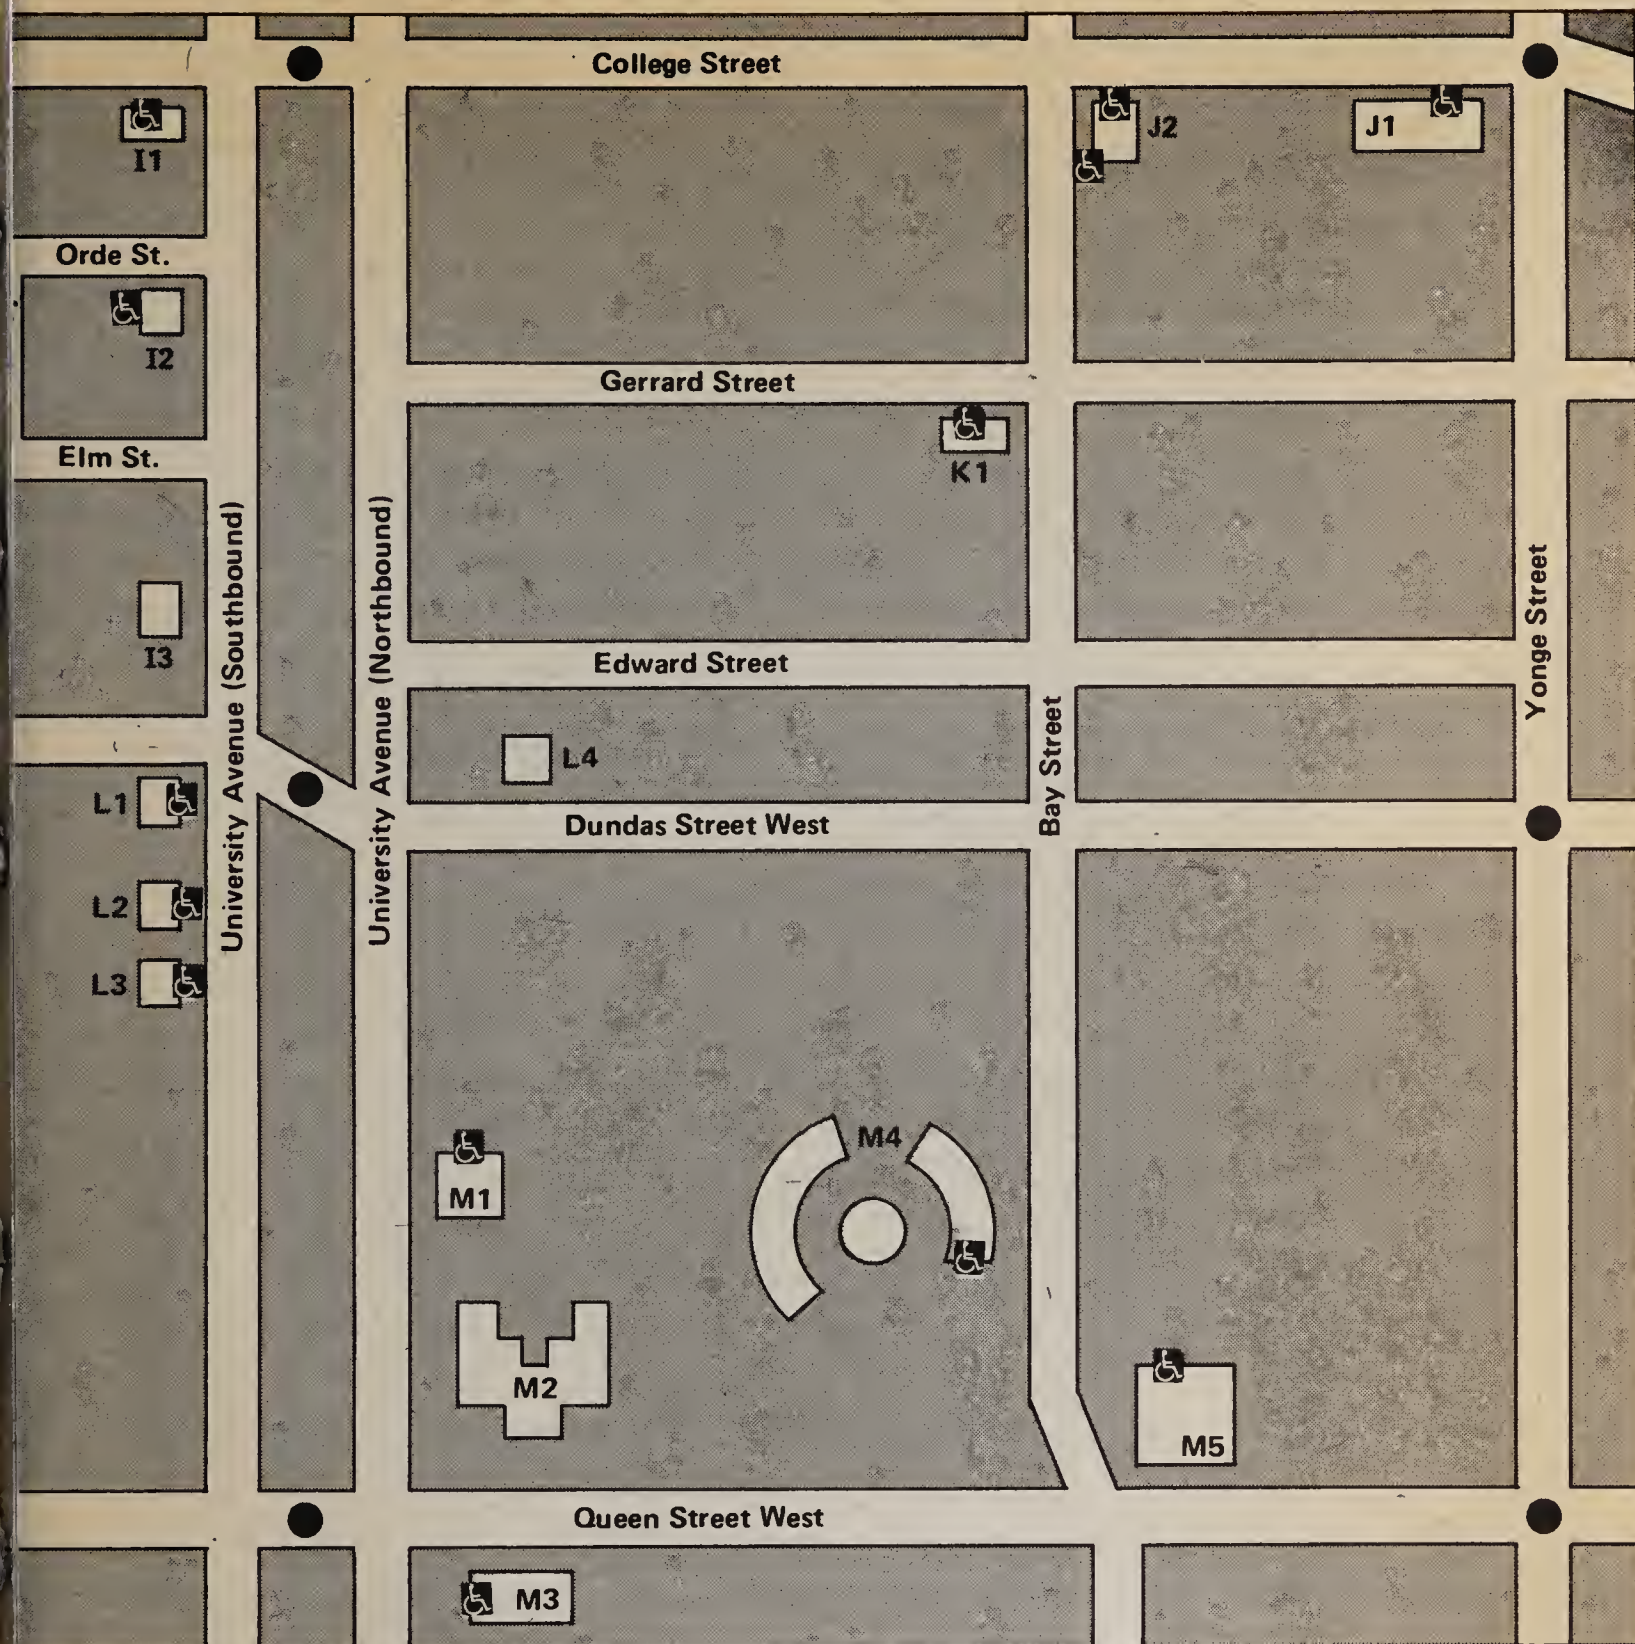 College Street
I1
J2
J1
Orde St.
I2
Gerrard Street
Elm St.
K1
University Avenue (Southbound)
University Avenue (Northbound)
I3
Edward Street
Yonge Street
Bay Street
L4
L1
Dundas Street West
L2
L3
M4
M1
M2
M5
Queen Street West
M3